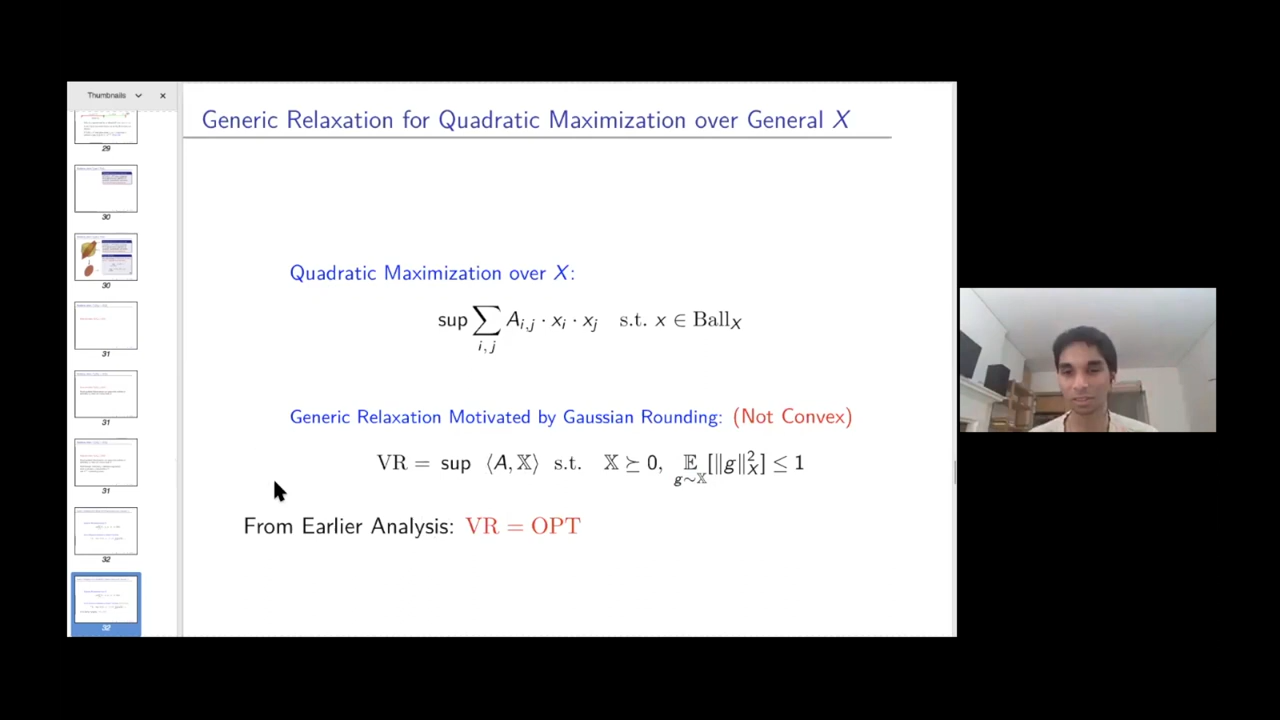 Thumbnails
Generic Relaxation for Quadratic Maximization over General X
29
30
30
31
31
31
32
32
Quadratic Maximization over X:
sup ∑_{i,j} A_{i,j} · x_i · x_j s.t. x ∈ Ball_X
Generic Relaxation Motivated by Gaussian Rounding: (Not Convex)
VR = sup ⟨A, 𝕏⟩ s.t. 𝕏 ⪰ 0, 𝔼_{g∼𝕏}[‖g‖²_X] ≤ 1
From Earlier Analysis: VR = OPT